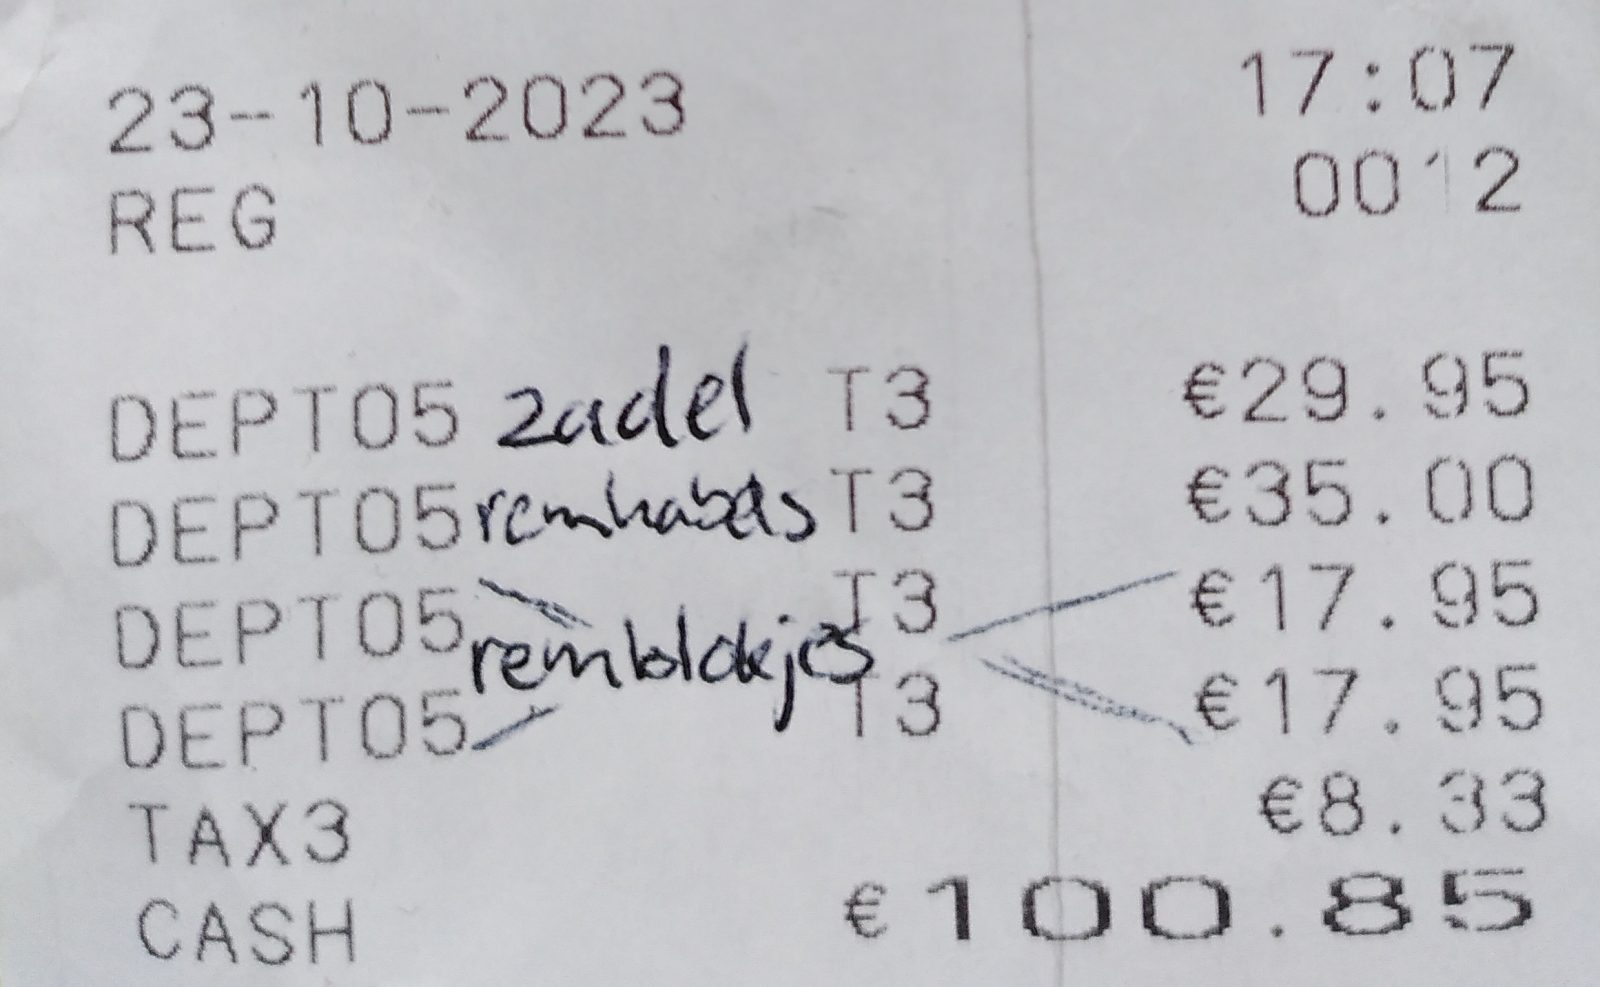 23-10-2023 17:07
REG 0012
DEPT05 zadel T3 €29.95
DEPT05 remkabels T3 €35.00
DEPT05 T3 €17.95
remblokjes
DEPT05 T3 €17.95
TAX3 €8.33
CASH €100.85